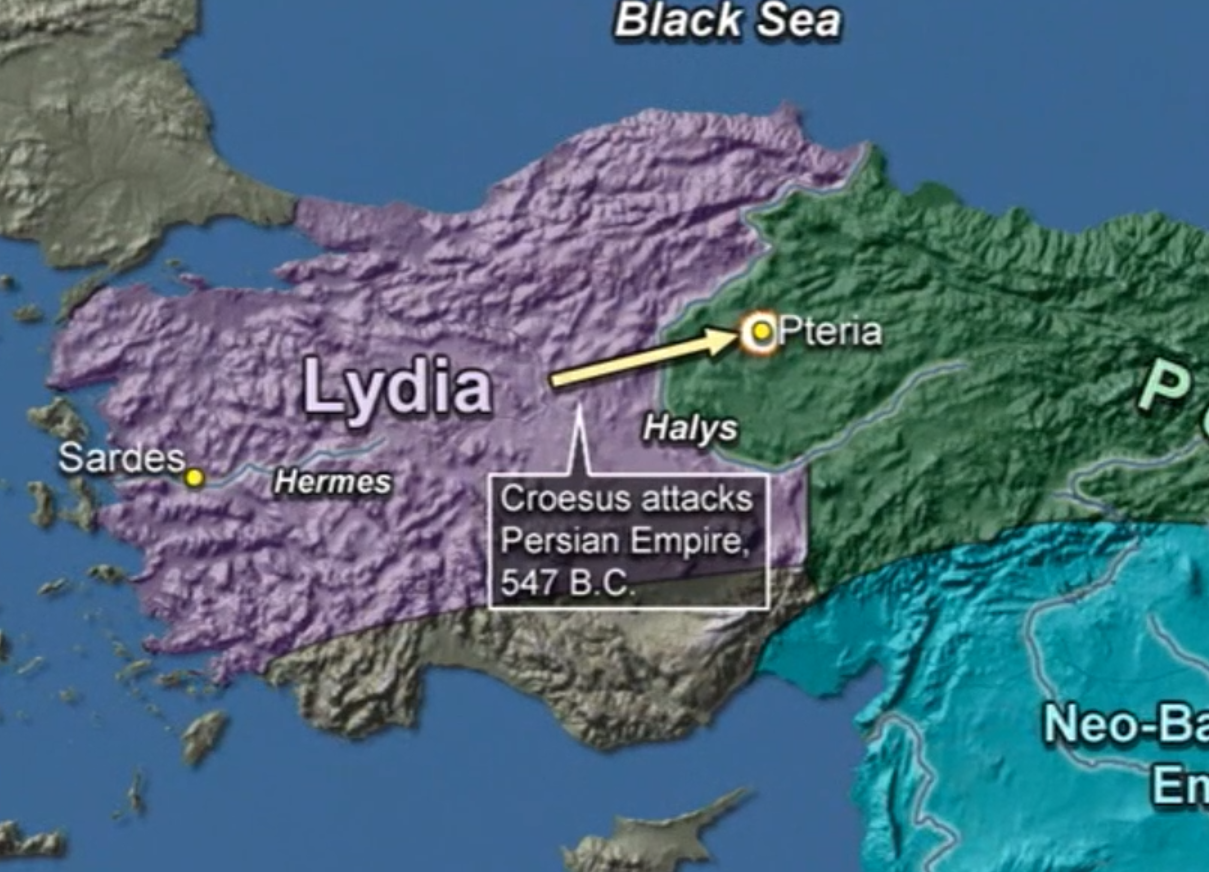 Black Sea
Pteria
Lydia
P
Halys
Sardes
Hermes
Croesus attacks
Persian Empire,
547 B.C.
Neo-Ba
En